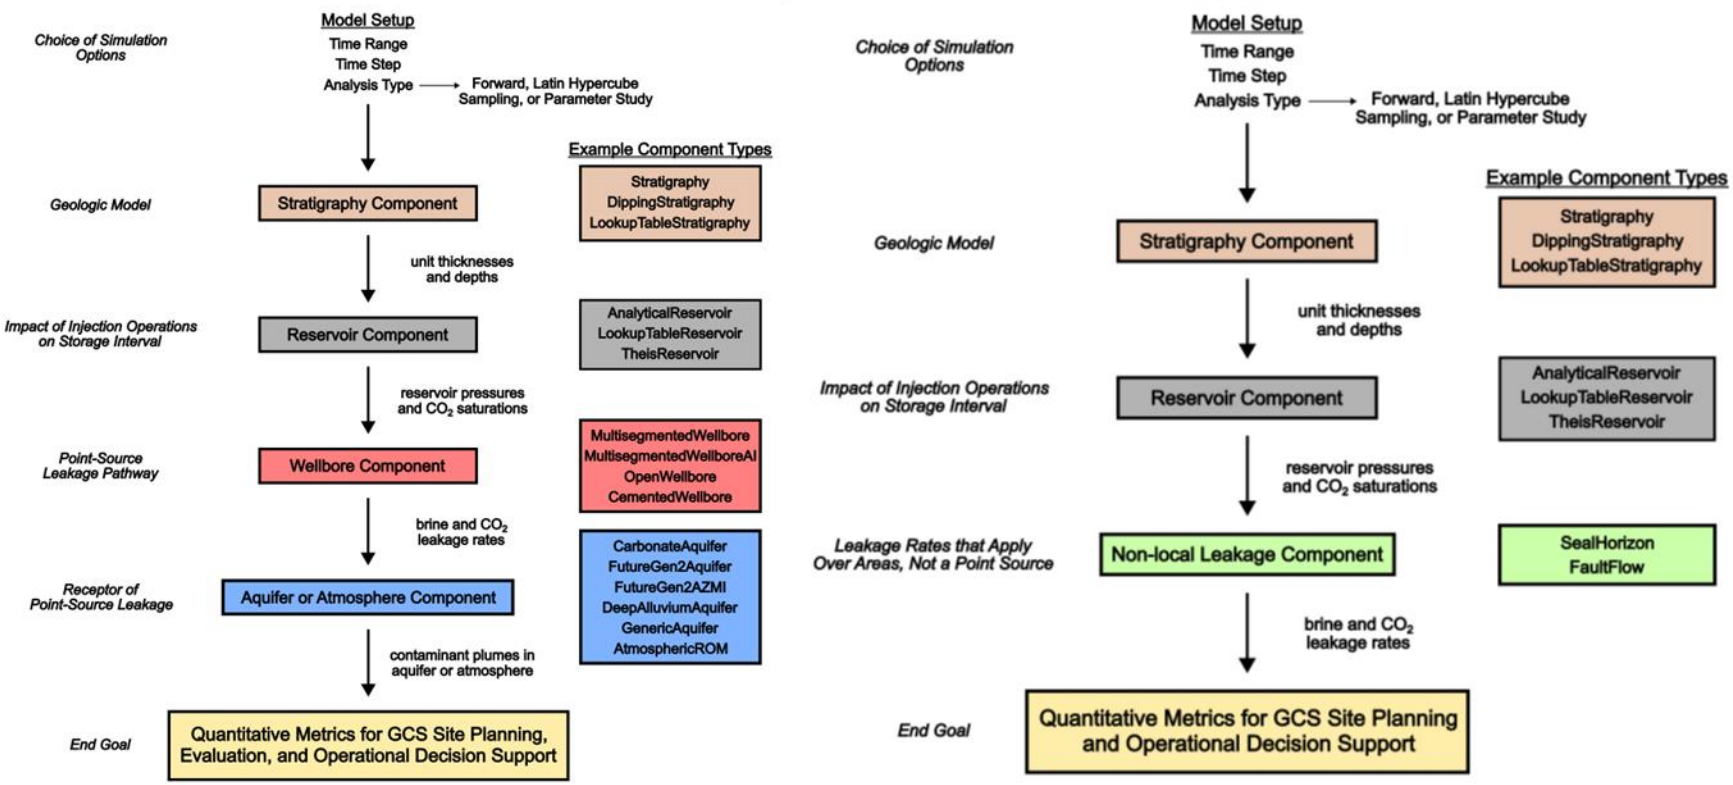 Model Setup
Time Range
Time Step
Analysis Type
Forward, Latin Hypercube
Sampling, or Parameter Study
Choice of Simulation
Options
Example Component Types
Geologic Model
Stratigraphy Component
Stratigraphy
DippingStratigraphy
LookupTableStratigraphy
unit thicknesses
and depths
Impact of Injection Operations
on Storage Interval
Reservoir Component
AnalyticalReservoir
LookupTableReservoir
TheisReservoir
reservoir pressures
and CO₂ saturations
Point-Source
Leakage Pathway
Wellbore Component
MultisegmentedWellbore
MultisegmentedWellboreAI
OpenWellbore
CementedWellbore
brine and CO₂
leakage rates
Receptor of
Point-Source Leakage
Aquifer or Atmosphere Component
CarbonateAquifer
FutureGen2Aquifer
FutureGen2AZMI
DeepAlluviumAquifer
GenericAquifer
AtmosphericROM
contaminant plumes in
aquifer or atmosphere
End Goal
Quantitative Metrics for GCS Site Planning,
Evaluation, and Operational Decision Support
Model Setup
Time Range
Time Step
Analysis Type
Forward, Latin Hypercube
Sampling, or Parameter Study
Choice of Simulation
Options
Example Component Types
Geologic Model
Stratigraphy Component
Stratigraphy
DippingStratigraphy
LookupTableStratigraphy
unit thicknesses
and depths
Impact of Injection Operations
on Storage Interval
Reservoir Component
AnalyticalReservoir
LookupTableReservoir
TheisReservoir
reservoir pressures
and CO₂ saturations
Leakage Rates that Apply
Over Areas, Not a Point Source
Non-local Leakage Component
SealHorizon
FaultFlow
brine and CO₂
leakage rates
End Goal
Quantitative Metrics for GCS Site Planning
and Operational Decision Support